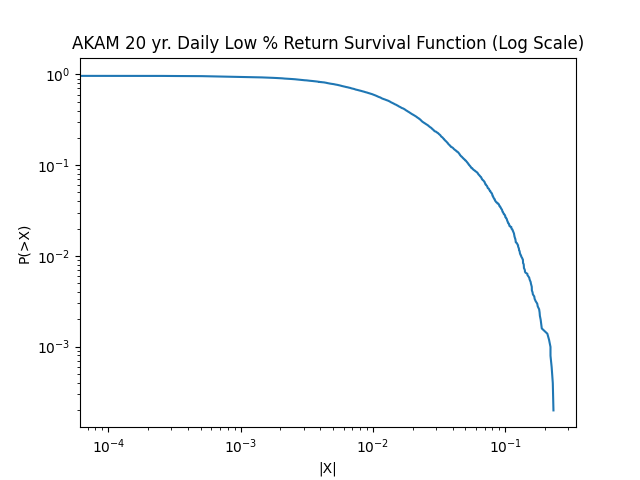 AKAM 20 yr. Daily Low % Return Survival Function (Log Scale)
10⁰
10⁻¹
10⁻²
10⁻³
P(>X)
10⁻⁴
10⁻³
10⁻²
10⁻¹
|X|